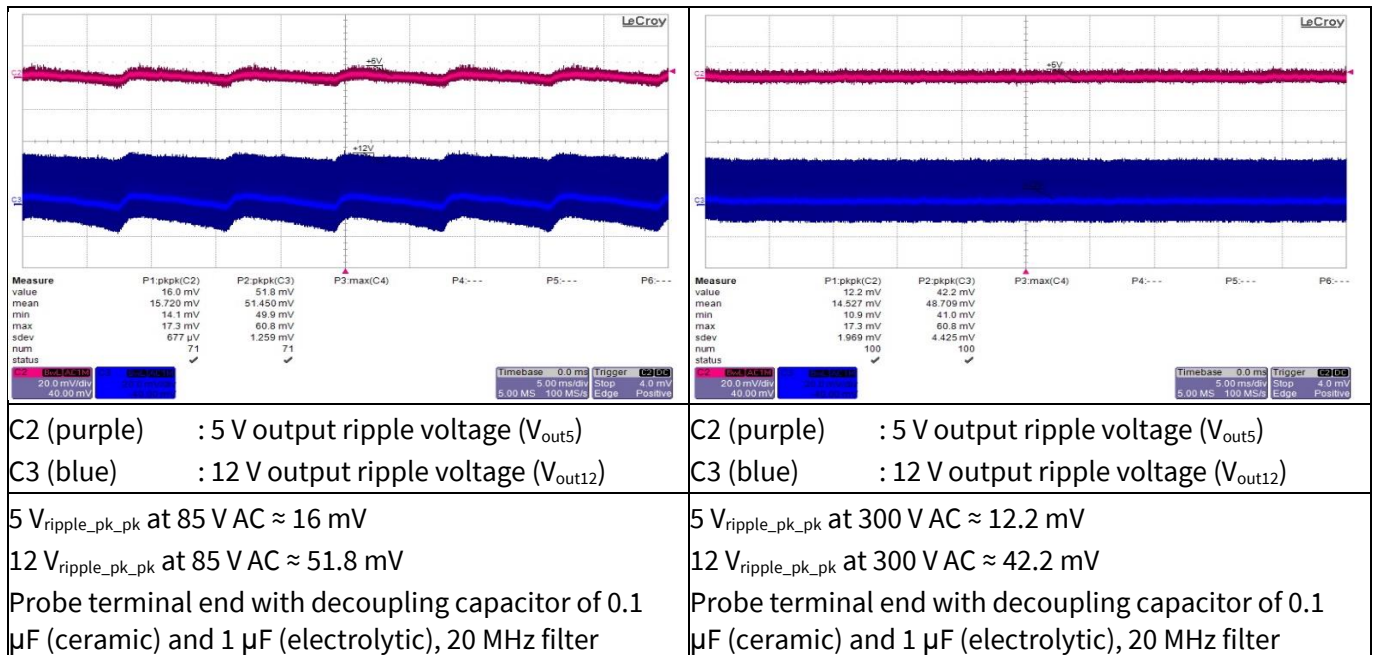 LeCroy
C2
+5V
+12V
C3
Measure P1:pkpk(C2) P2:pkpk(C3) P3:max(C4) P4:--- P5:--- P6:---
value 16.0 mV 51.8 mV
mean 15.720 mV 51.450 mV
min 14.1 mV 49.9 mV
max 17.3 mV 60.8 mV
sdev 677 µV 1.259 mV
num 71 71
status ✓ ✓
C2
20.0 mV/div
40.00 mV
Timebase 0.0 ms Trigger C2 DC
5.00 ms/div Stop 4.0 mV
5.00 MS 100 MS/s Edge Positive
C2 (purple) : 5 V output ripple voltage (Vout5)
C3 (blue) : 12 V output ripple voltage (Vout12)
5 Vripple_pk_pk at 85 V AC ≈ 16 mV
12 Vripple_pk_pk at 85 V AC ≈ 51.8 mV
Probe terminal end with decoupling capacitor of 0.1
µF (ceramic) and 1 µF (electrolytic), 20 MHz filter
LeCroy
C2
+5V
C3
Measure P1:pkpk(C2) P2:pkpk(C3) P3:max(C4) P4:--- P5:--- P6:---
value 12.2 mV 42.2 mV
mean 14.527 mV 48.709 mV
min 10.9 mV 41.0 mV
max 17.3 mV 60.8 mV
sdev 1.969 mV 4.425 mV
num 100 100
status ✓ ✓
C2
20.0 mV/div
40.00 mV
Timebase 0.0 ms Trigger C2 DC
5.00 ms/div Stop 4.0 mV
5.00 MS 100 MS/s Edge Positive
C2 (purple) : 5 V output ripple voltage (Vout5)
C3 (blue) : 12 V output ripple voltage (Vout12)
5 Vripple_pk_pk at 300 V AC ≈ 12.2 mV
12 Vripple_pk_pk at 300 V AC ≈ 42.2 mV
Probe terminal end with decoupling capacitor of 0.1
µF (ceramic) and 1 µF (electrolytic), 20 MHz filter